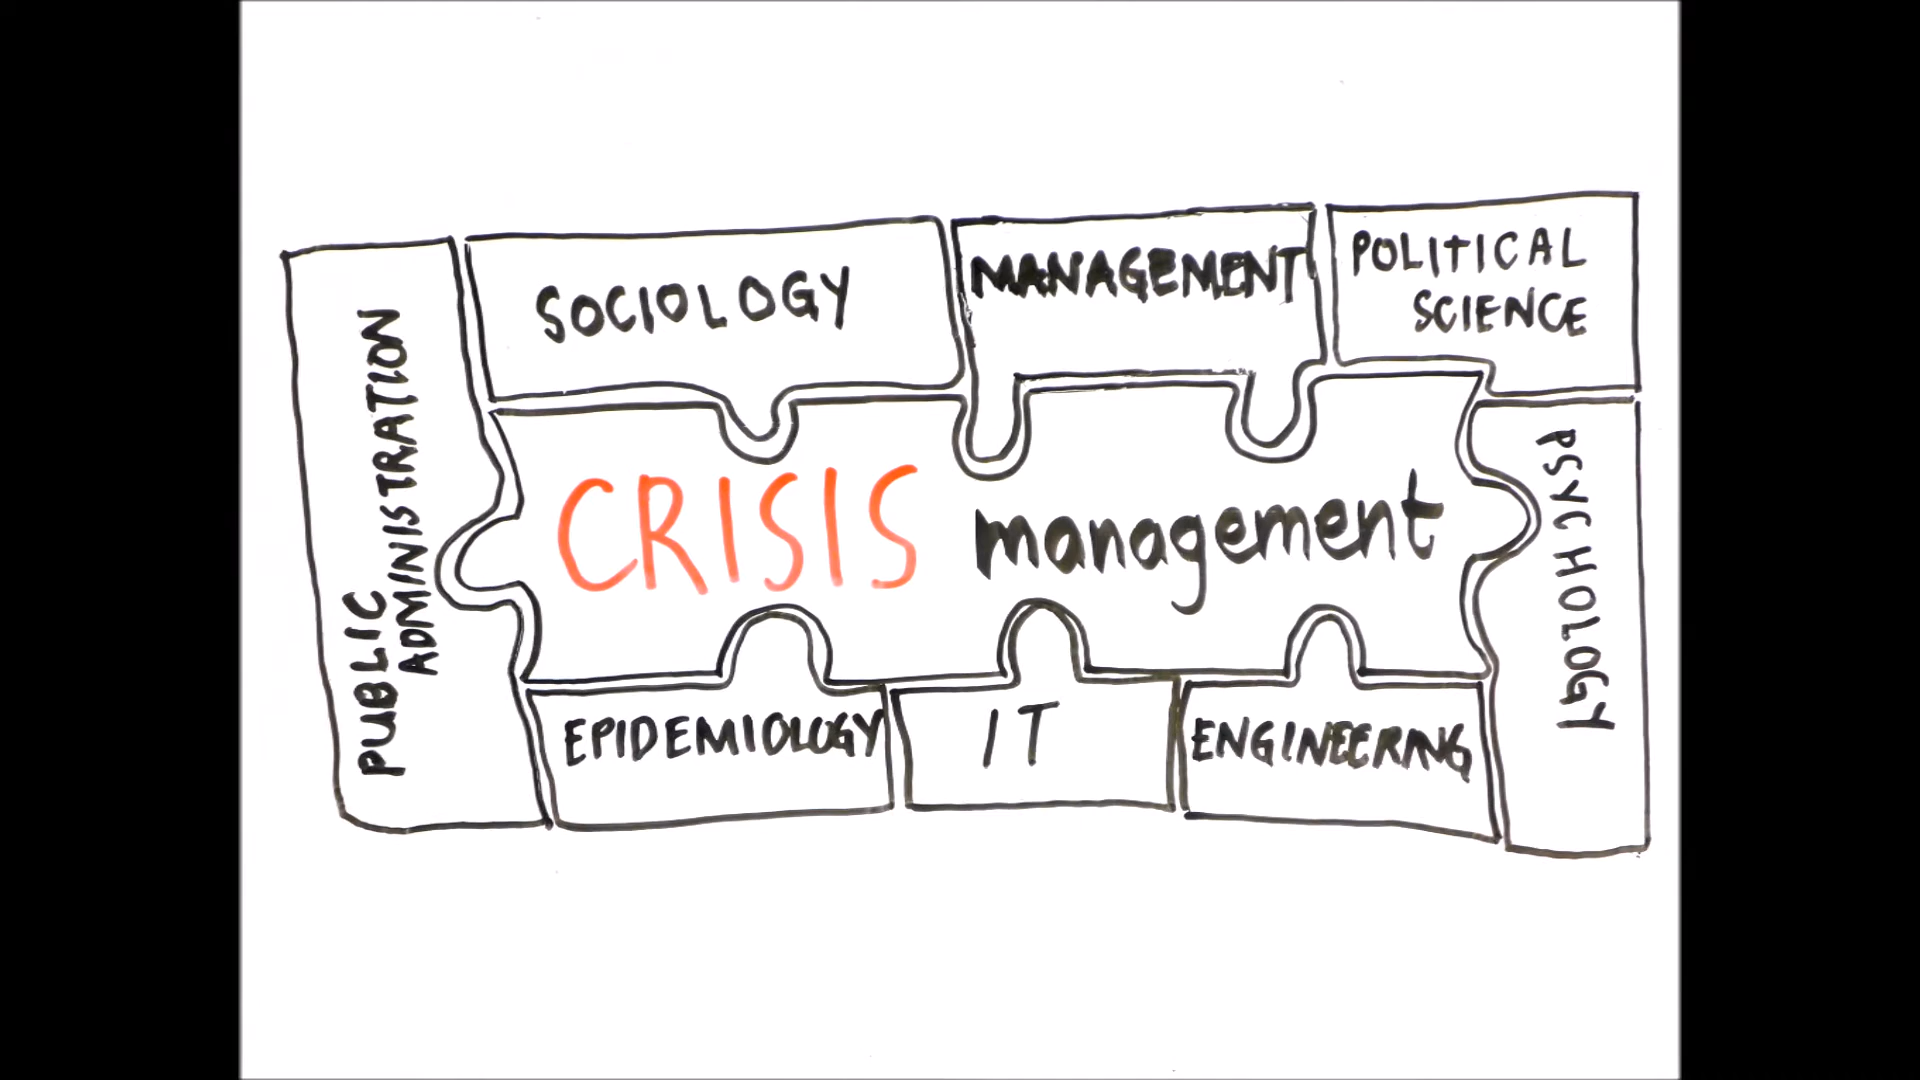 SOCIOLOGY
MANAGEMENT
POLITICAL
SCIENCE
PUBLIC
ADMINISTRATION
CRISIS management
PSYCHOLOGY
EPIDEMIOLOGY
IT
ENGINEERING